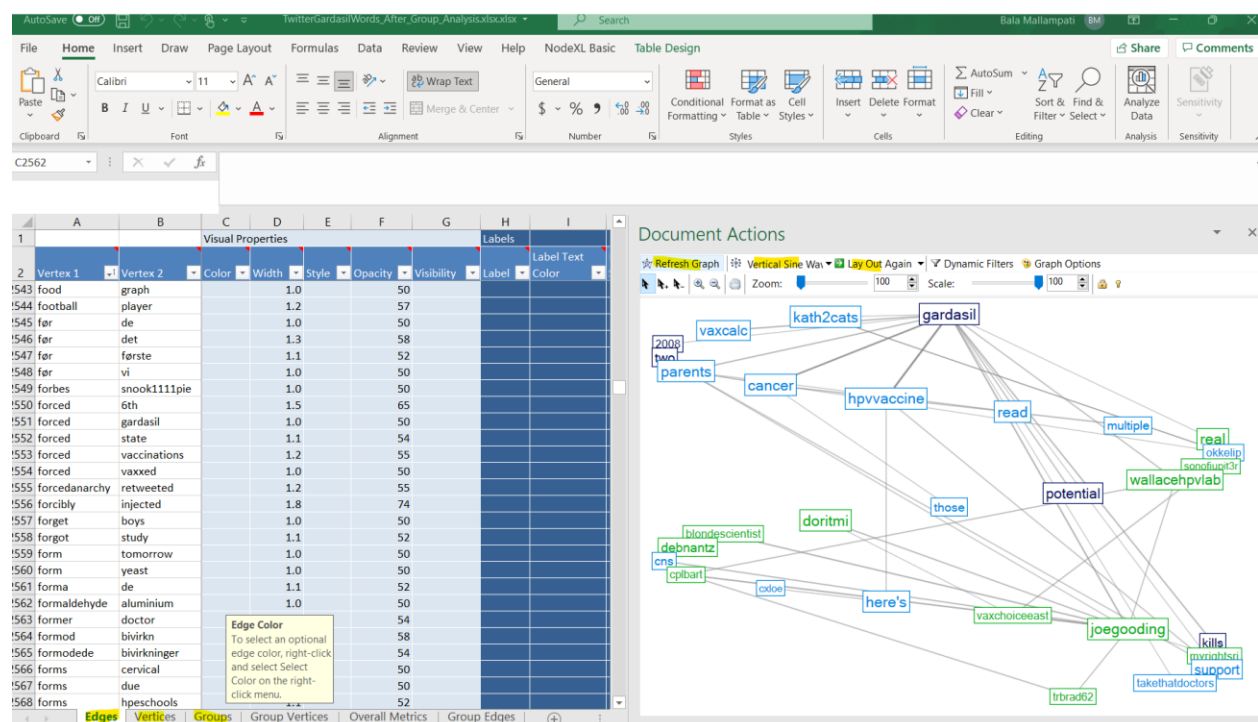 AutoSave Off TwitterGardasilWords_After_Group_Analysis.xlsx.xlsx Search Bala Mallampati BM
File Home Insert Draw Page Layout Formulas Data Review View Help NodeXL Basic Table Design Share Comments
Calibri 11 A^ Aˇ ab Wrap Text General AutoSum
Paste B I U A Merge & Center $ % 9 Conditional Formatting Format as Table Cell Styles Insert Delete Format Fill Clear Sort & Filter Find & Select Analyze Data Sensitivity
Clipboard Font Alignment Number Styles Cells Editing Analysis Sensitivity
C2562 fx
A B C D E F G H I
1 Visual Properties Labels
2 Vertex 1 Vertex 2 Color Width Style Opacity Visibility Label Label Text Color
2543 food graph 1.0 50
2544 football player 1.2 57
2545 før de 1.0 50
2546 før det 1.3 58
2547 før første 1.1 52
2548 før vi 1.0 50
2549 forbes snook1111pie 1.0 50
2550 forced 6th 1.5 65
2551 forced gardasil 1.0 50
2552 forced state 1.1 54
2553 forced vaccinations 1.2 55
2554 forced vaxxed 1.0 50
2555 forcedanarchy retweeted 1.2 55
2556 forcibly injected 1.8 74
2557 forget boys 1.0 50
2558 forgot study 1.1 52
2559 form tomorrow 1.0 50
2560 form yeast 1.0 50
2561 forma de 1.1 52
2562 formaldehyde aluminium 1.0 50
2563 former doctor 54
2564 formod bivirkn 58
2565 formodede bivirkninger 54
2566 forms cervical 50
2567 forms due 50
2568 forms hpeschools 52
Edge Color
To select an optional
edge color, right-click
and select Select
Color on the right-
click menu.
Edges Vertices Groups Group Vertices Overall Metrics Group Edges
Document Actions
Refresh Graph Vertical Sine Wav Lay Out Again Dynamic Filters Graph Options
Zoom: 100 Scale: 100
gardasil
kath2cats
vaxcalc
2008
two
parents
cancer
hpvvaccine
read
multiple
real
okkelip
sonofjupit3r
wallacehpvlab
potential
those
doritmi
blondescientist
debnantz
cns
cplbart
cxloe
here's
vaxchoiceeast
joegooding
kills
myrightsri
support
takethatdoctors
trbrad62